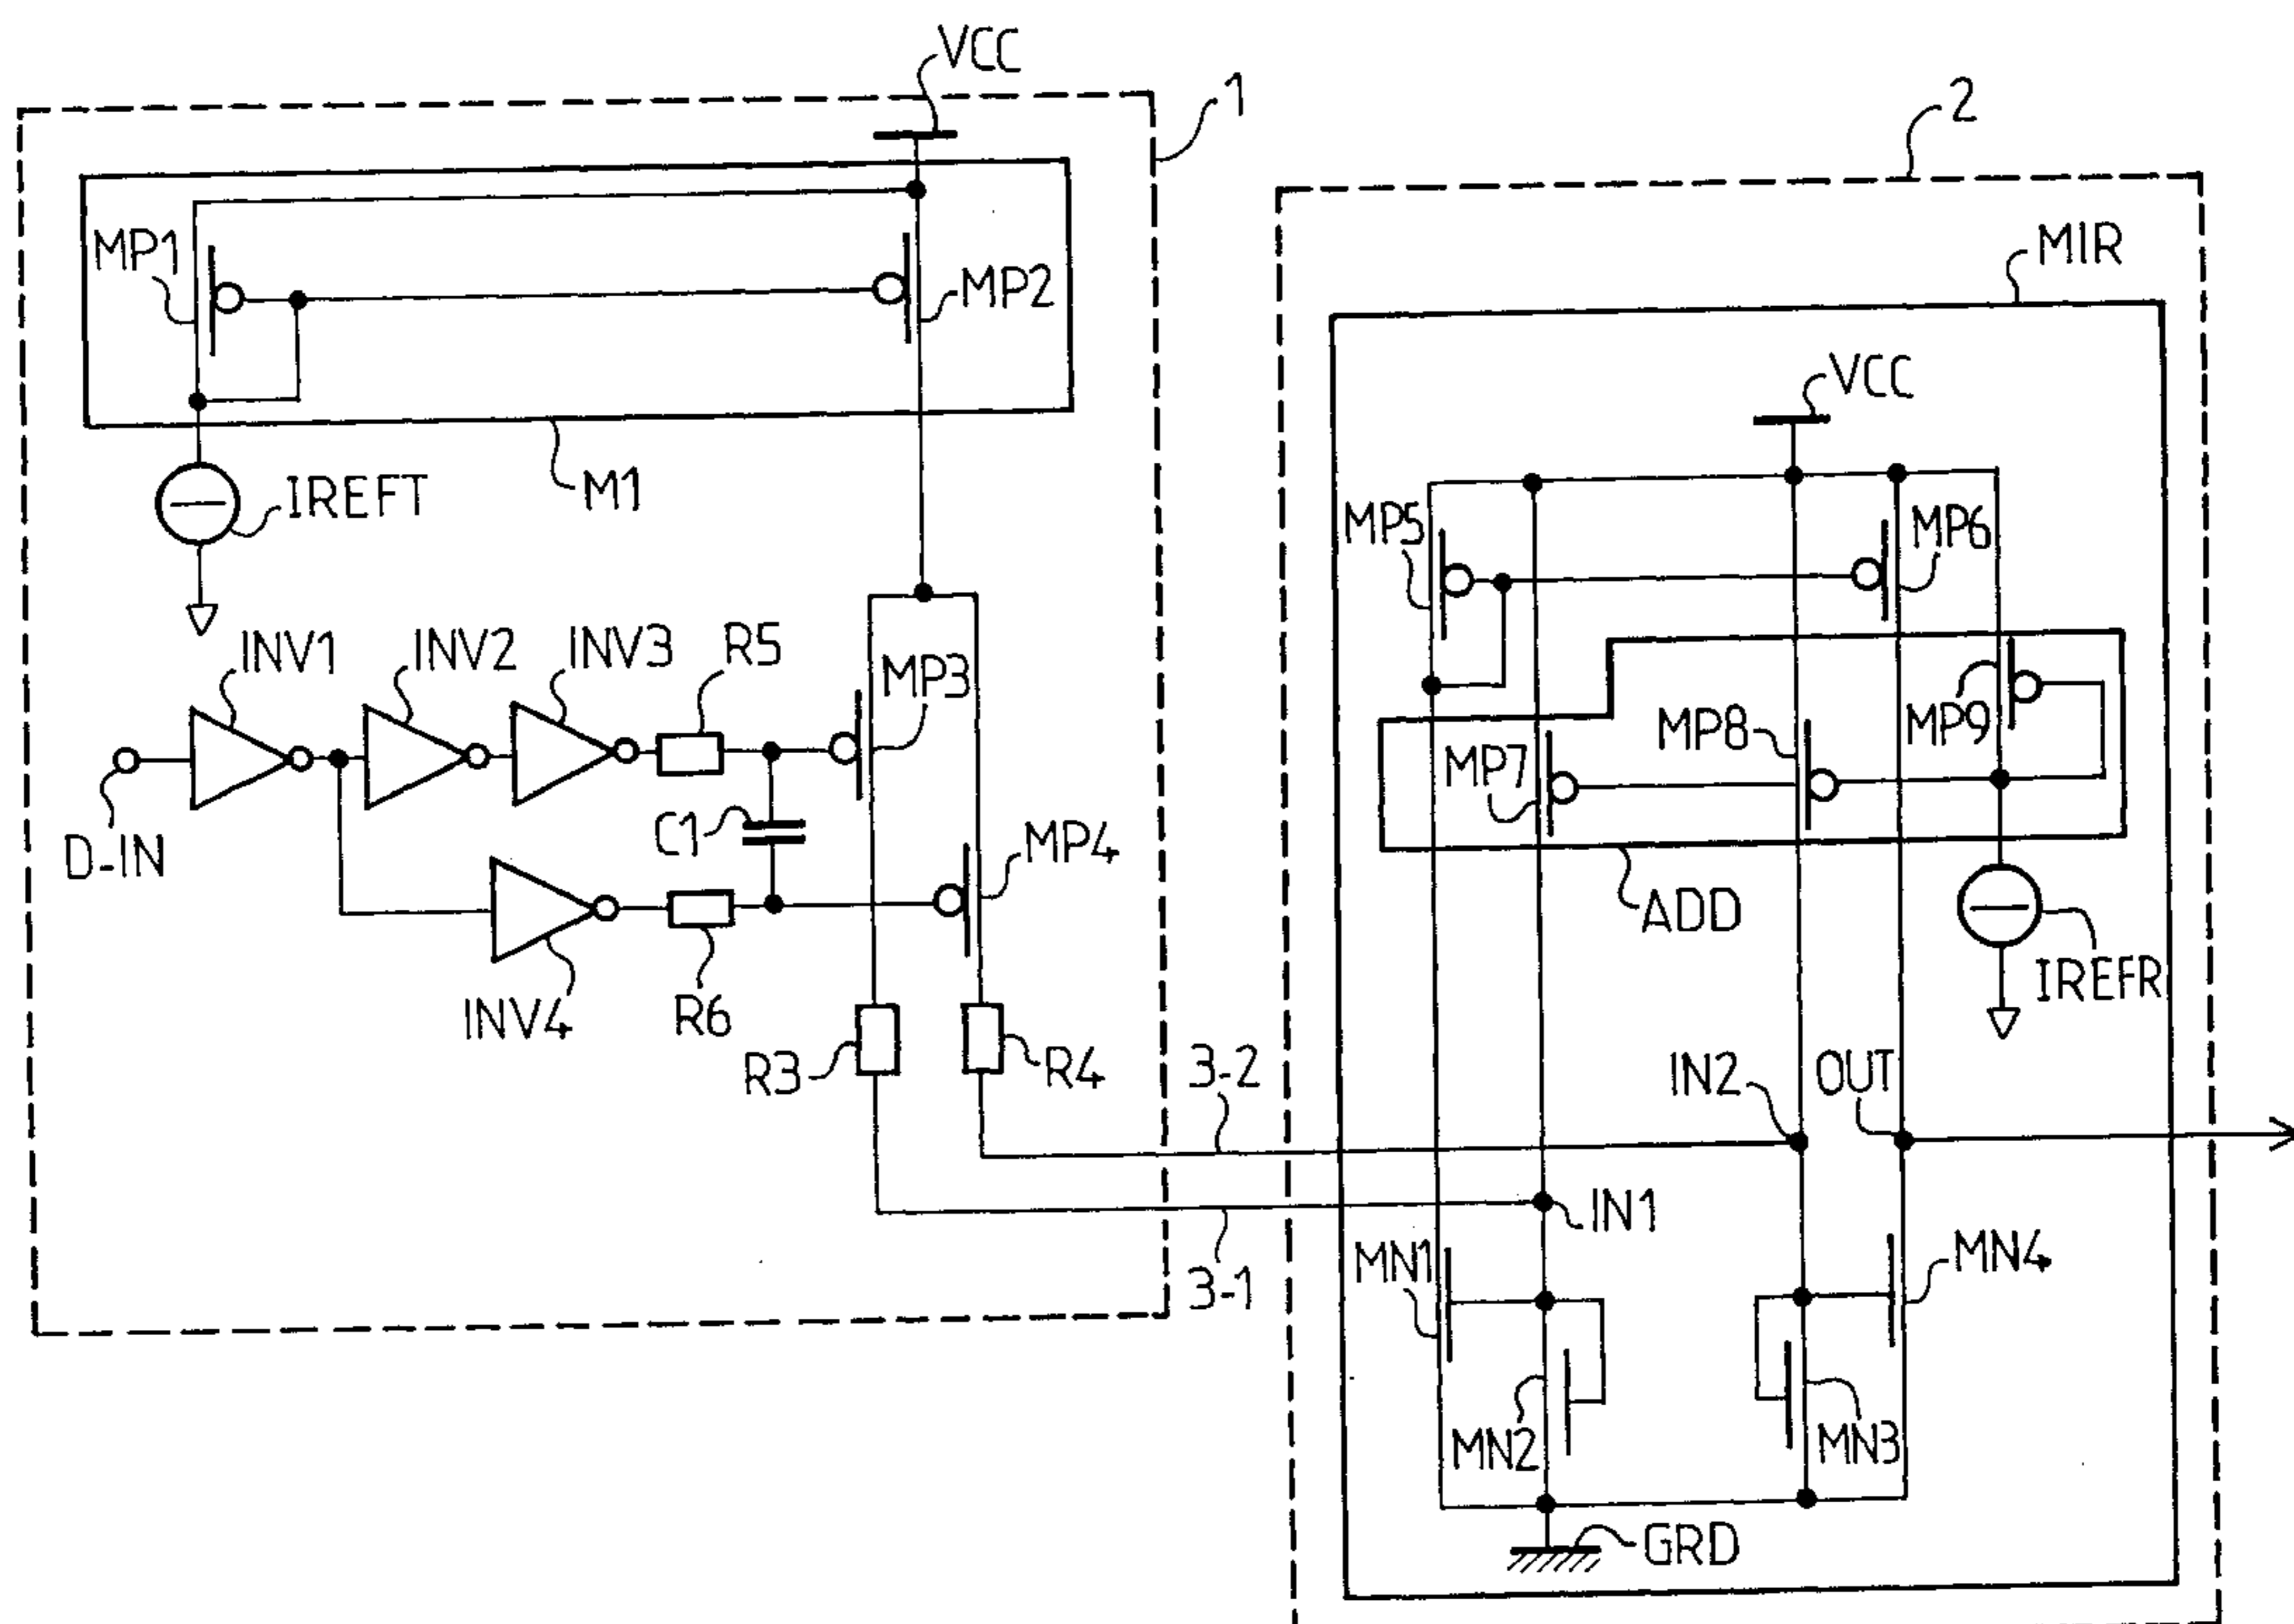 VCC
1
2
MIR
MP1
MP2
VCC
IREFT
M1
MP5
MP6
INV1
INV2
INV3
R5
MP3
MP7
MP8
MP9
D-IN
C1
MP4
ADD
INV4
R6
IREFR
R3
R4
3-2
IN2
OUT
IN1
3-1
MN1
MN4
MN2
MN3
GRD